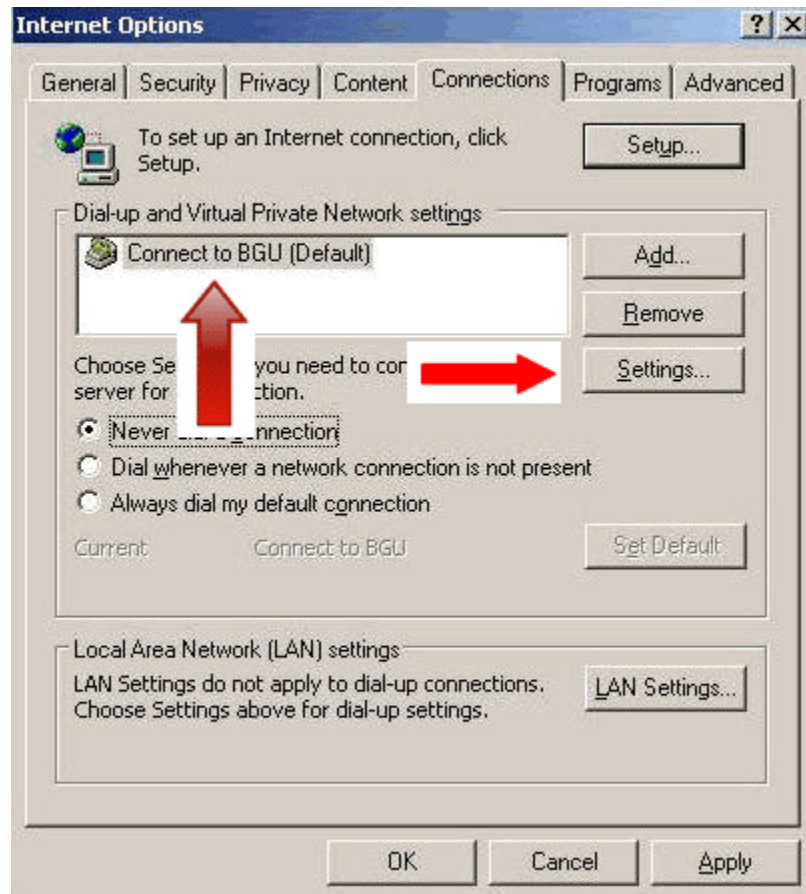 Internet Options
General Security Privacy Content Connections Programs Advanced
To set up an Internet connection, click
Setup.
Setup...
Dial-up and Virtual Private Network settings
Connect to BGU (Default)
Add...
Remove
Choose you need to
server for
Settings...
Never
Dial whenever a network connection is not present
Always dial my default connection
Current Connect to BGU
Set Default
Local Area Network (LAN) settings
LAN Settings do not apply to dial-up connections.
Choose Settings above for dial-up settings.
LAN Settings...
OK Cancel Apply